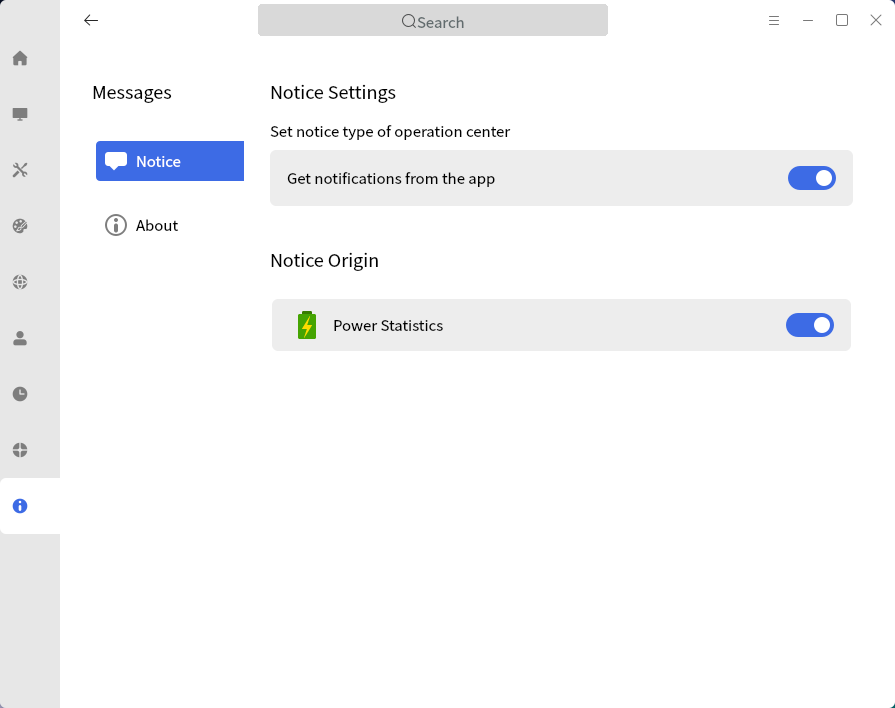 Search
Messages
Notice
About
Notice Settings
Set notice type of operation center
Get notifications from the app
Notice Origin
Power Statistics